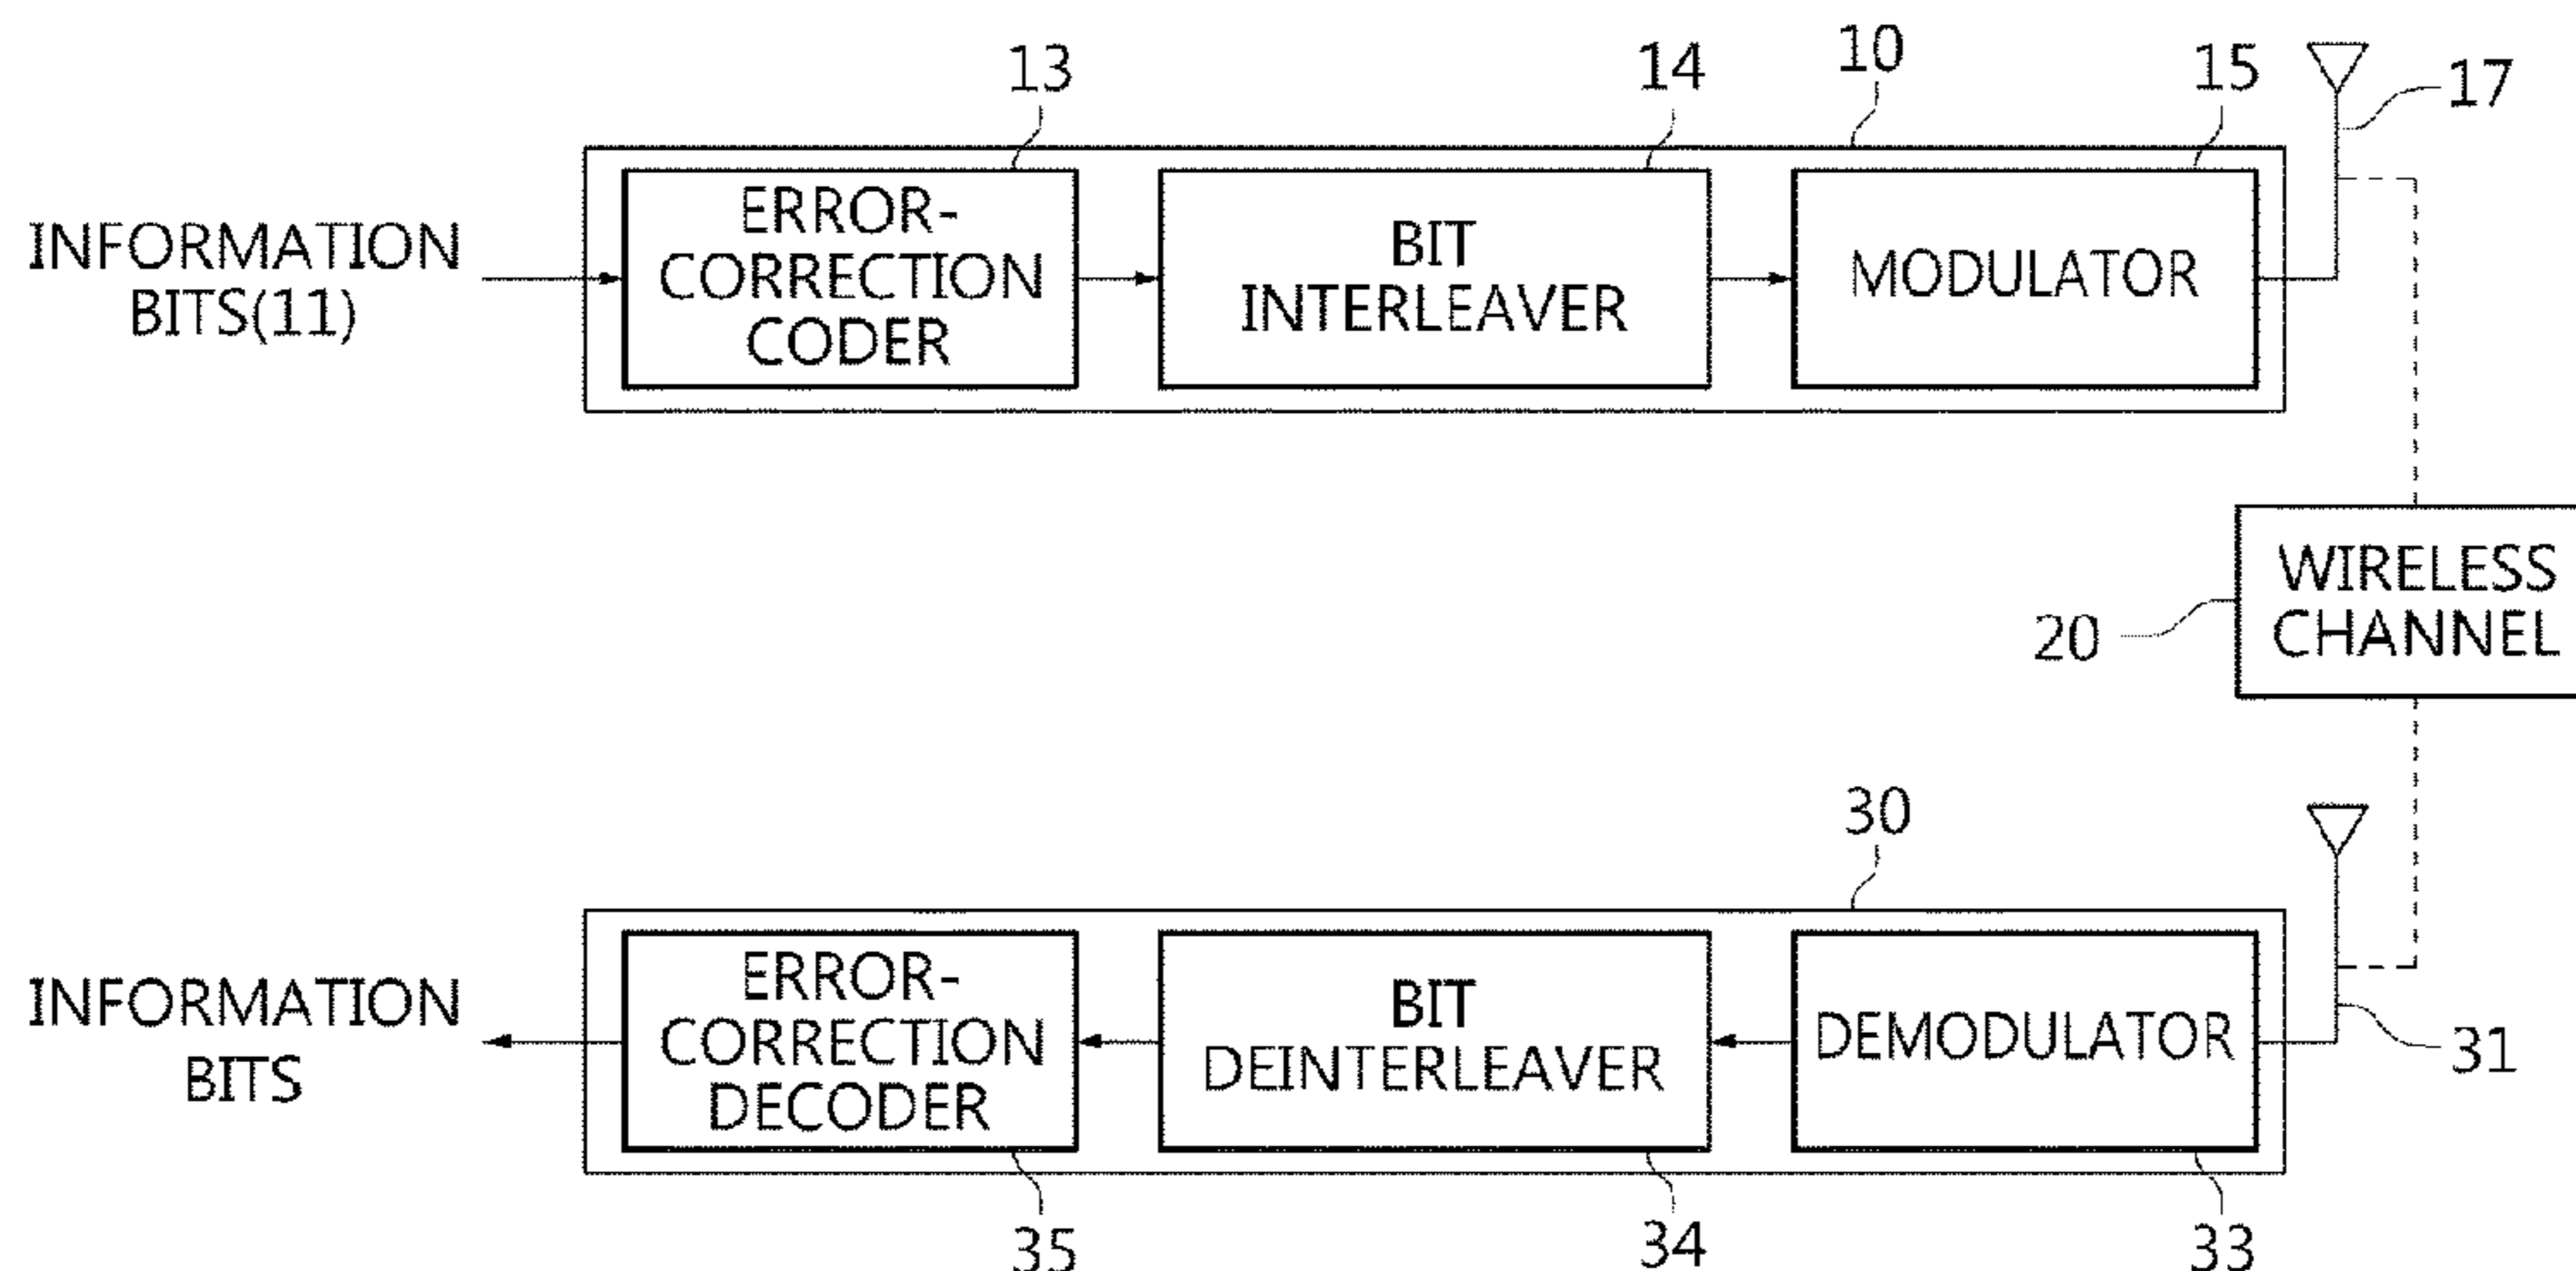 13
14
10
15
17
INFORMATION
BITS(11)
ERROR-
CORRECTION
CODER
BIT
INTERLEAVER
MODULATOR
20
WIRELESS
CHANNEL
30
INFORMATION
BITS
ERROR-
CORRECTION
DECODER
BIT
DEINTERLEAVER
DEMODULATOR
31
35
34
33